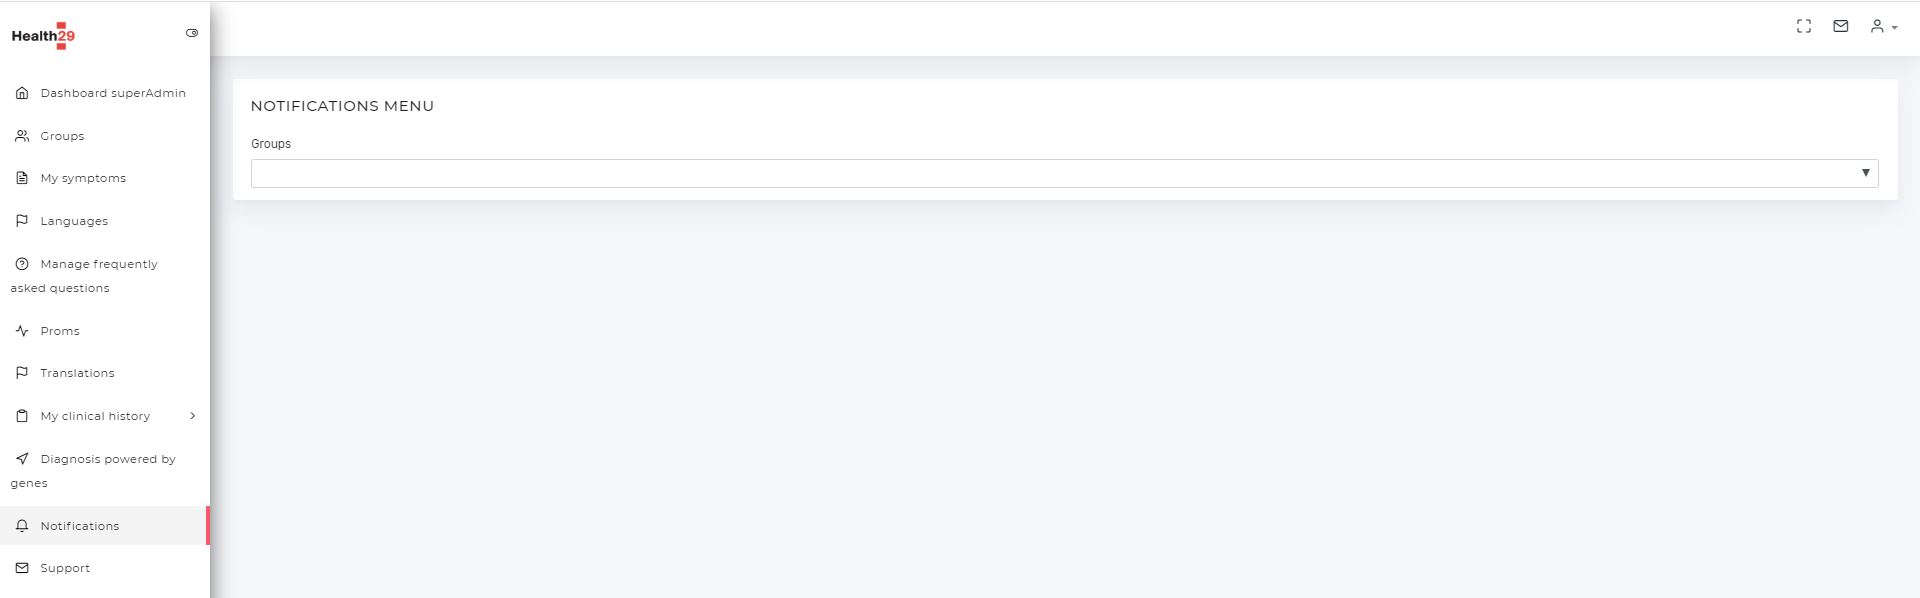 Health29
Dashboard superAdmin
Groups
My symptoms
Languages
Manage frequently
asked questions
Proms
Translations
My clinical history
Diagnosis powered by
genes
Notifications
Support
NOTIFICATIONS MENU
Groups